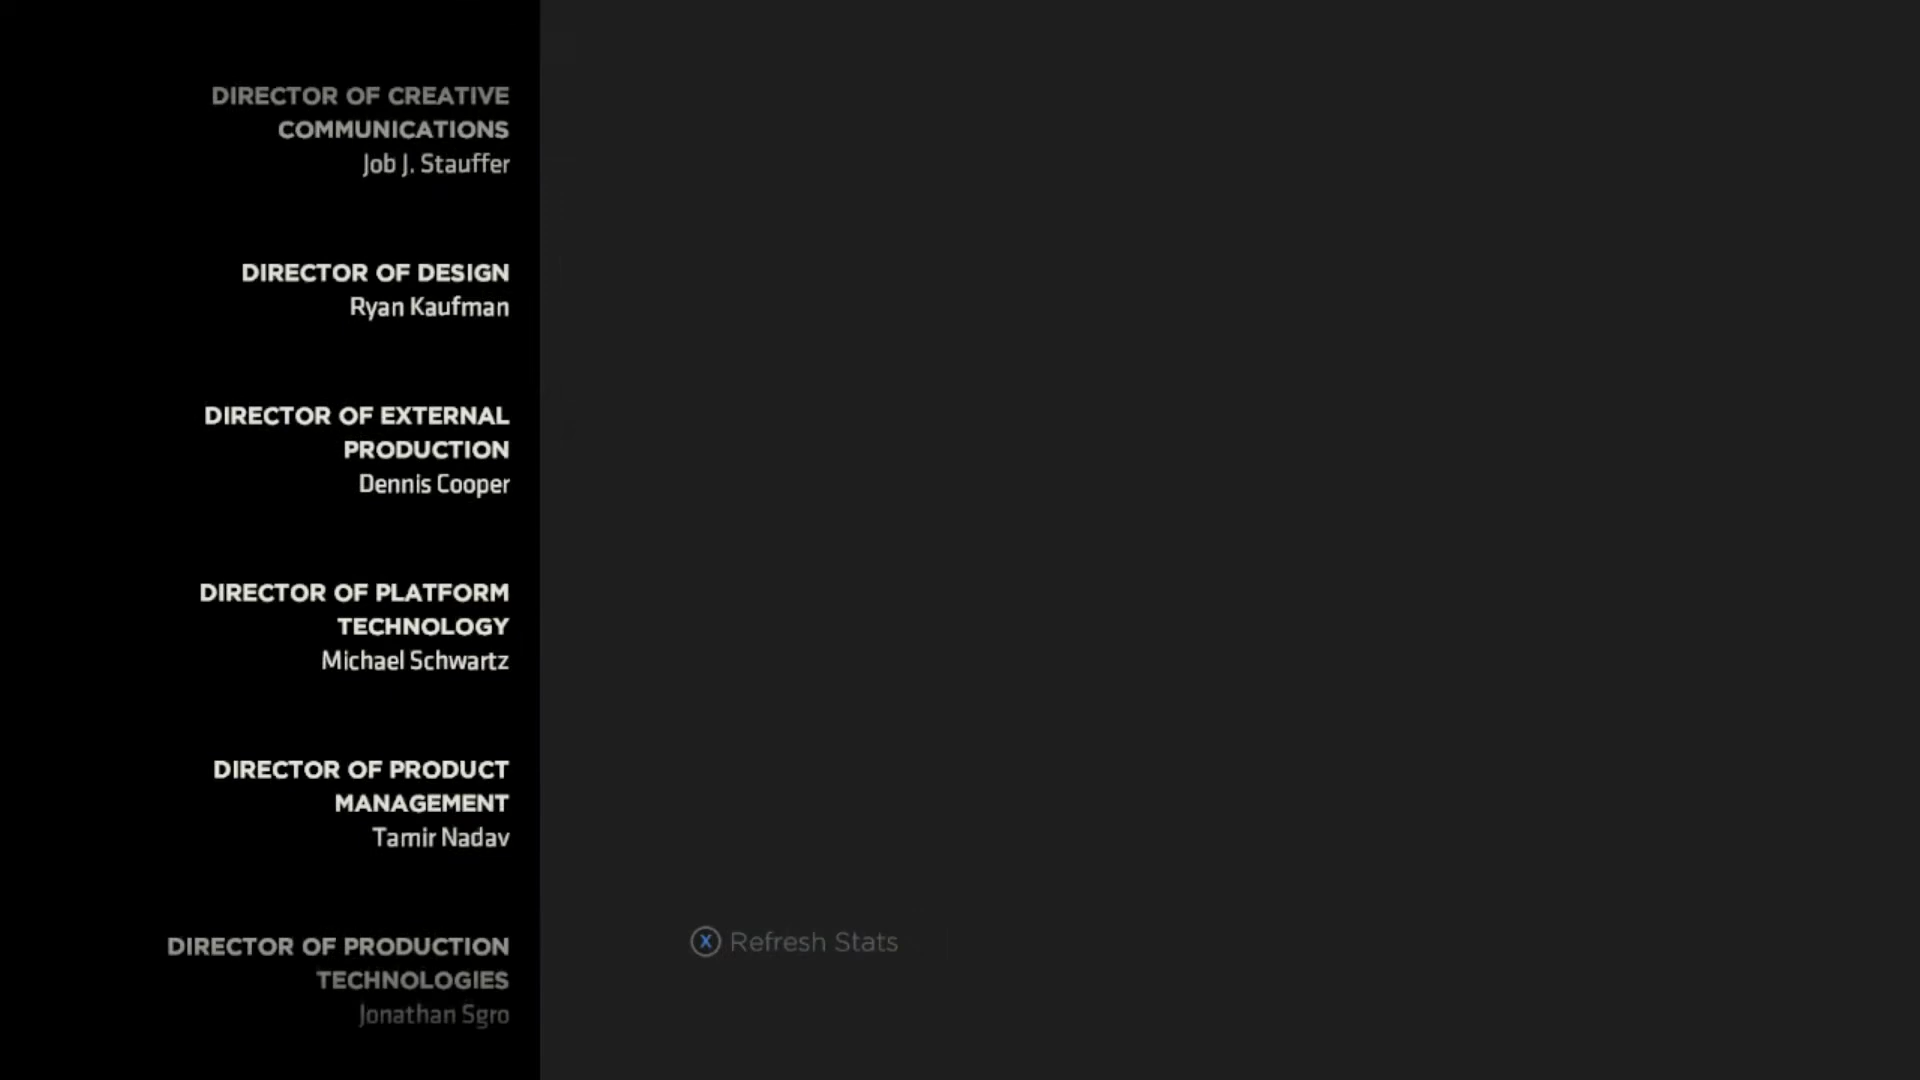 DIRECTOR OF CREATIVE
COMMUNICATIONS
Job J. Stauffer
DIRECTOR OF DESIGN
Ryan Kaufman
DIRECTOR OF EXTERNAL
PRODUCTION
Dennis Cooper
DIRECTOR OF PLATFORM
TECHNOLOGY
Michael Schwartz
DIRECTOR OF PRODUCT
MANAGEMENT
Tamir Nadav
DIRECTOR OF PRODUCTION
TECHNOLOGIES
Jonathan Sgro
X Refresh Stats